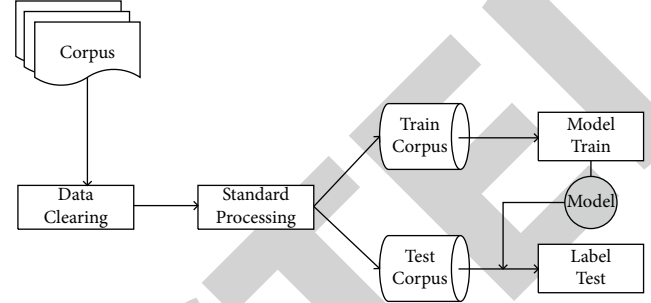 Corpus
Train
Corpus
Model
Train
Data
Clearing
Standard
Processing
Model
Test
Corpus
Label
Test